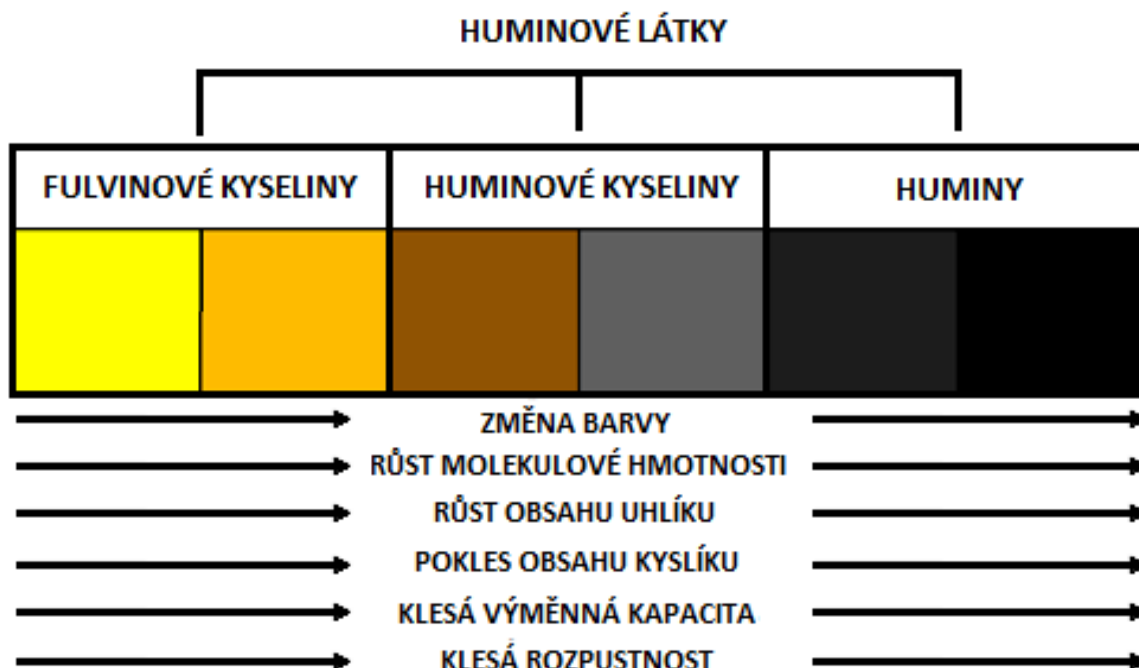 HUMINOVÉ LÁTKY
FULVINOVÉ KYSELINY
HUMINOVÉ KYSELINY
HUMINY
ZMĚNA BARVY
RŮST MOLEKULOVÉ HMOTNOSTI
RŮST OBSAHU UHLÍKU
POKLES OBSAHU KYSLÍKU
KLESÁ VÝMĚNNÁ KAPACITA
KLESÁ ROZPUSTNOST